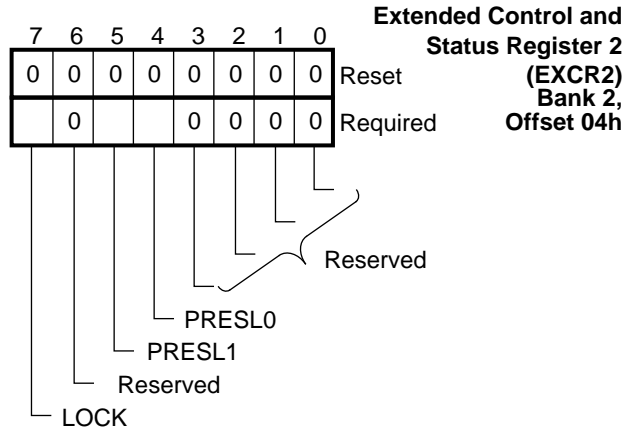 Extended Control and
Status Register 2
(EXCR2)
Bank 2,
Offset 04h
7 6 5 4 3 2 1 0
0 0 0 0 0 0 0 0 Reset
0 0 0 0 0 Required
Reserved
PRESL0
PRESL1
Reserved
LOCK